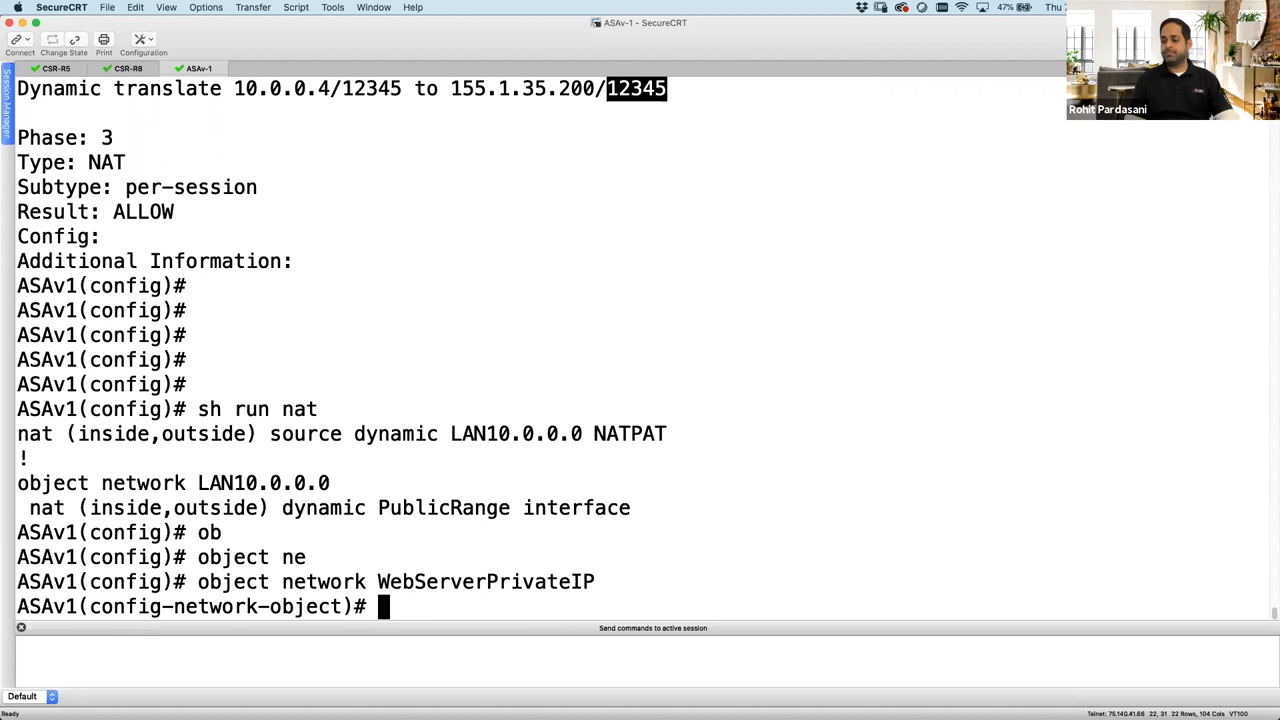 SecureCRT File Edit View Options Transfer Script Tools Window Help 47% Thu 7
ASAv-1 - SecureCRT
Connect Change State Print Configuration
CSR-R5 CSR-R8 ASAv-1
Session Manager
Rohit Pardasani
Dynamic translate 10.0.0.4/12345 to 155.1.35.200/12345
Phase: 3
Type: NAT
Subtype: per-session
Result: ALLOW
Config:
Additional Information:
ASAv1(config)#
ASAv1(config)#
ASAv1(config)#
ASAv1(config)#
ASAv1(config)#
ASAv1(config)# sh run nat
nat (inside,outside) source dynamic LAN10.0.0.0 NATPAT
!
object network LAN10.0.0.0
nat (inside,outside) dynamic PublicRange interface
ASAv1(config)# ob
ASAv1(config)# object ne
ASAv1(config)# object network WebServerPrivateIP
ASAv1(config-network-object)#
Send commands to active session
Default
Ready Telnet: 75.140.41.66 22, 31 22 Rows, 104 Cols VT100